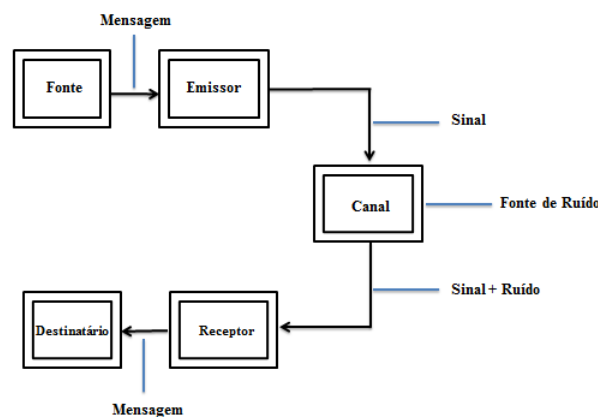 Mensagem
Fonte
Emissor
Sinal
Canal
Fonte de Ruído
Sinal + Ruído
Destinatário
Receptor
Mensagem